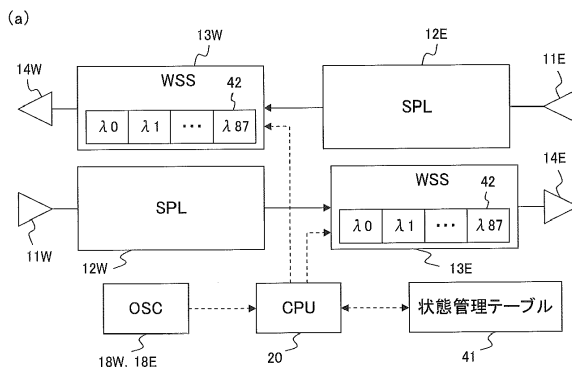 (a)
13W
12E
14W
WSS
42
11E
SPL
λ0 λ1 ••• λ87
14E
WSS
42
SPL
λ0 λ1 ••• λ87
11W
12W
13E
OSC
CPU
状態管理テーブル
18W, 18E
20
41